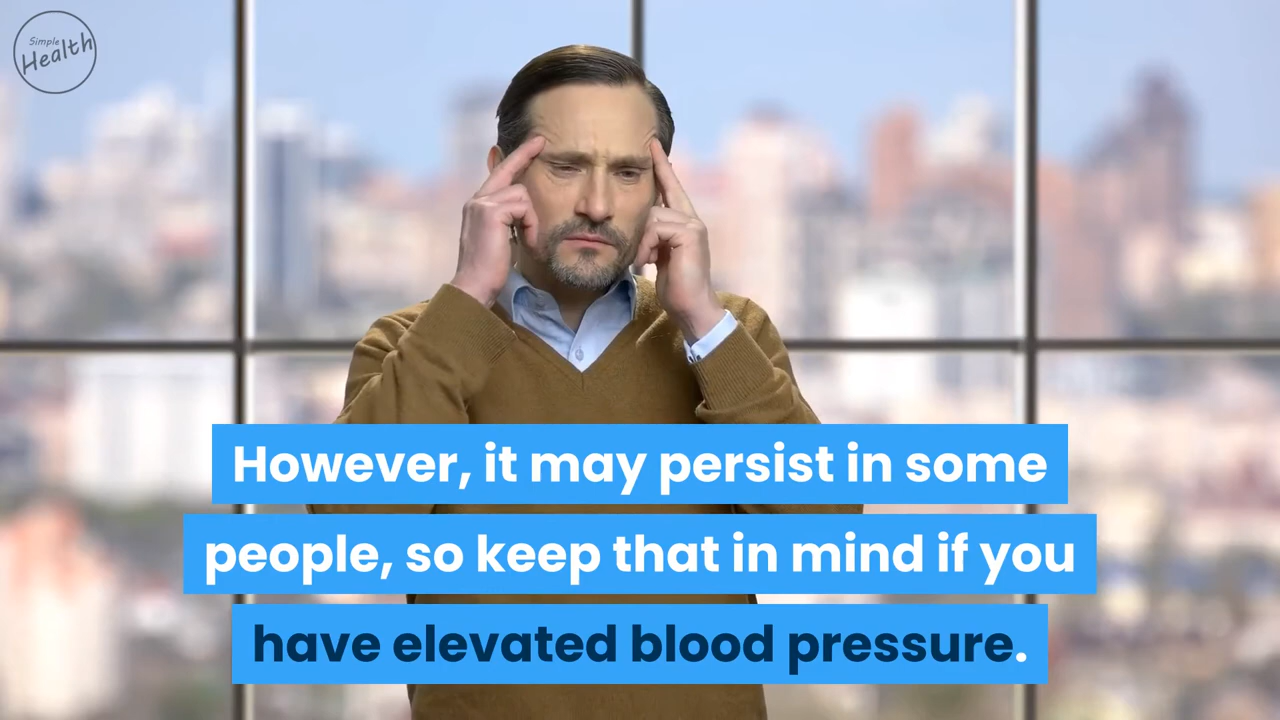 Simple
Health
However, it may persist in some
people, so keep that in mind if you
have elevated blood pressure.